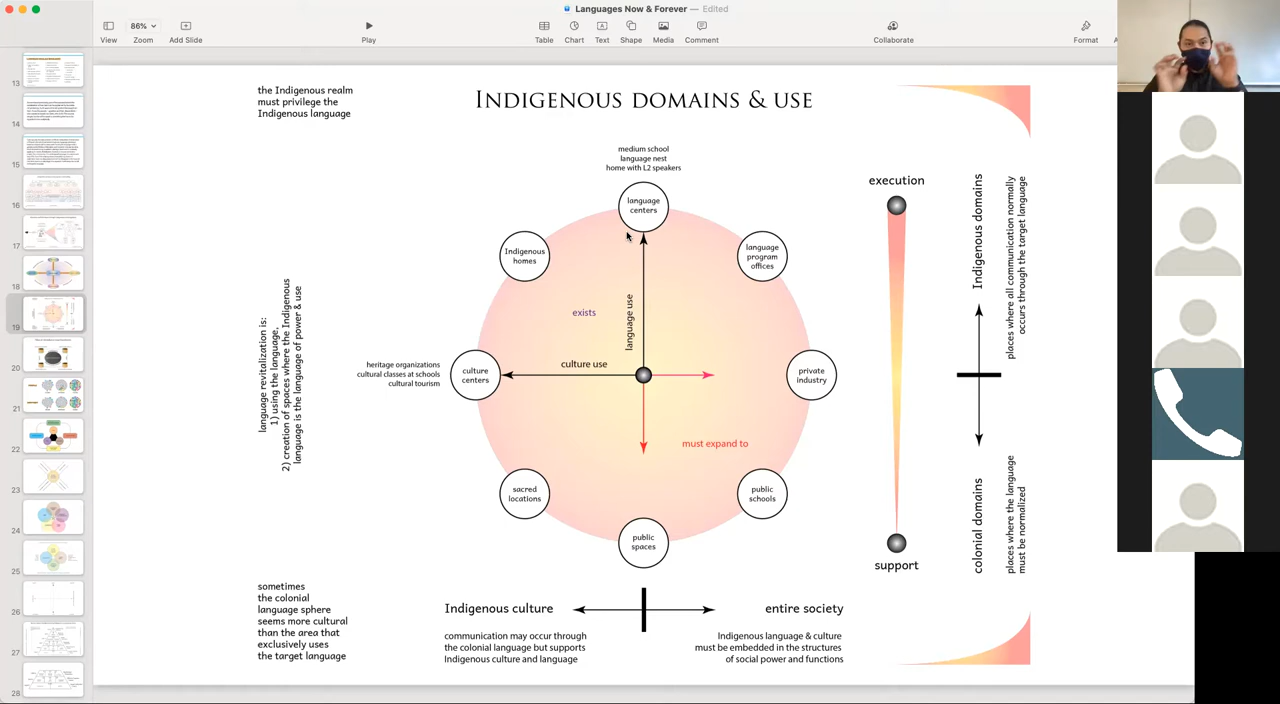 Languages Now & Forever — Edited
86%
View
Zoom
Add Slide
Play
Table
Chart
Text
Shape
Media
Comment
Collaborate
Format
13
14
15
16
17
18
19
20
21
22
23
24
25
26
27
28
the Indigenous realm
must privilege the
Indigenous language
INDIGENOUS DOMAINS & USE
medium school
language nest
home with L2 speakers
language
centers
Indigenous
homes
language
program
offices
exists
language use
culture use
heritage organizations
cultural classes at schools
cultural tourism
culture
centers
private
industry
must expand to
sacred
locations
public
schools
public
spaces
language revitalization is:
1) using the language.
2) creation of spaces where the Indigenous
language is the language of power & use
execution
support
Indigenous domains
places where all communication normally
occurs through the target language
colonial domains
places where the language
must be normalized
sometimes
the colonial
language sphere
seems more cultural
than the area that
exclusively uses
the target language
Indigenous culture
entire society
communication may occur through
the colonial language but supports
Indigenous culture and language
Indigenous language & culture
must be embedded in the structures
of social power and functions